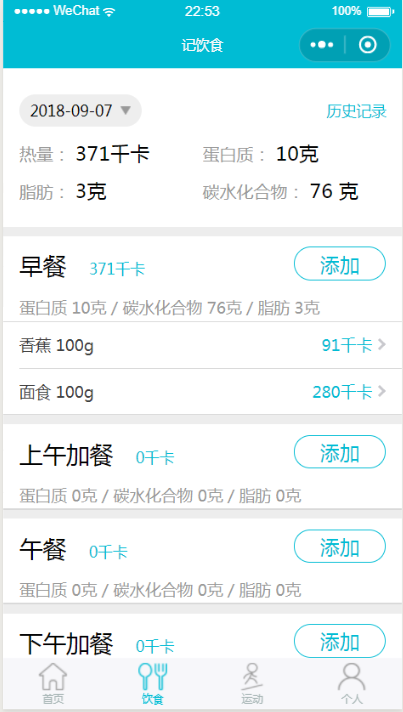 WeChat 22:53 100%
记饮食
2018-09-07 历史记录
热量： 371千卡 蛋白质： 10克
脂肪： 3克 碳水化合物： 76 克
早餐 371千卡 添加
蛋白质 10克 / 碳水化合物 76克 / 脂肪 3克
香蕉 100g 91千卡
面食 100g 280千卡
上午加餐 0千卡 添加
蛋白质 0克 / 碳水化合物 0克 / 脂肪 0克
午餐 0千卡 添加
蛋白质 0克 / 碳水化合物 0克 / 脂肪 0克
下午加餐 0千卡 添加
首页 饮食 运动 个人